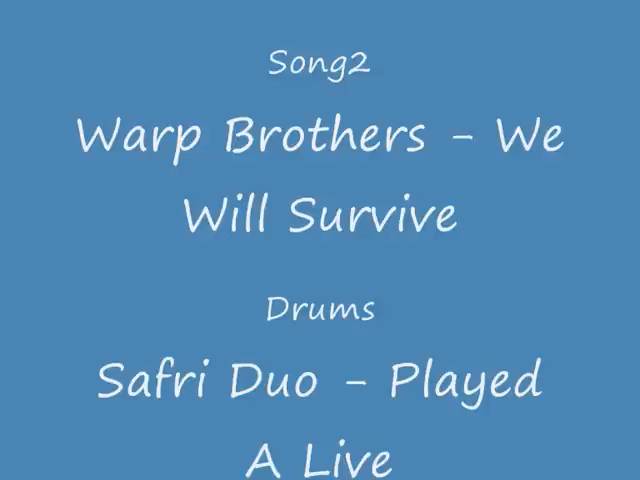 Song2
Warp Brothers - We
Will Survive
Drums
Safri Duo - Played
A Live